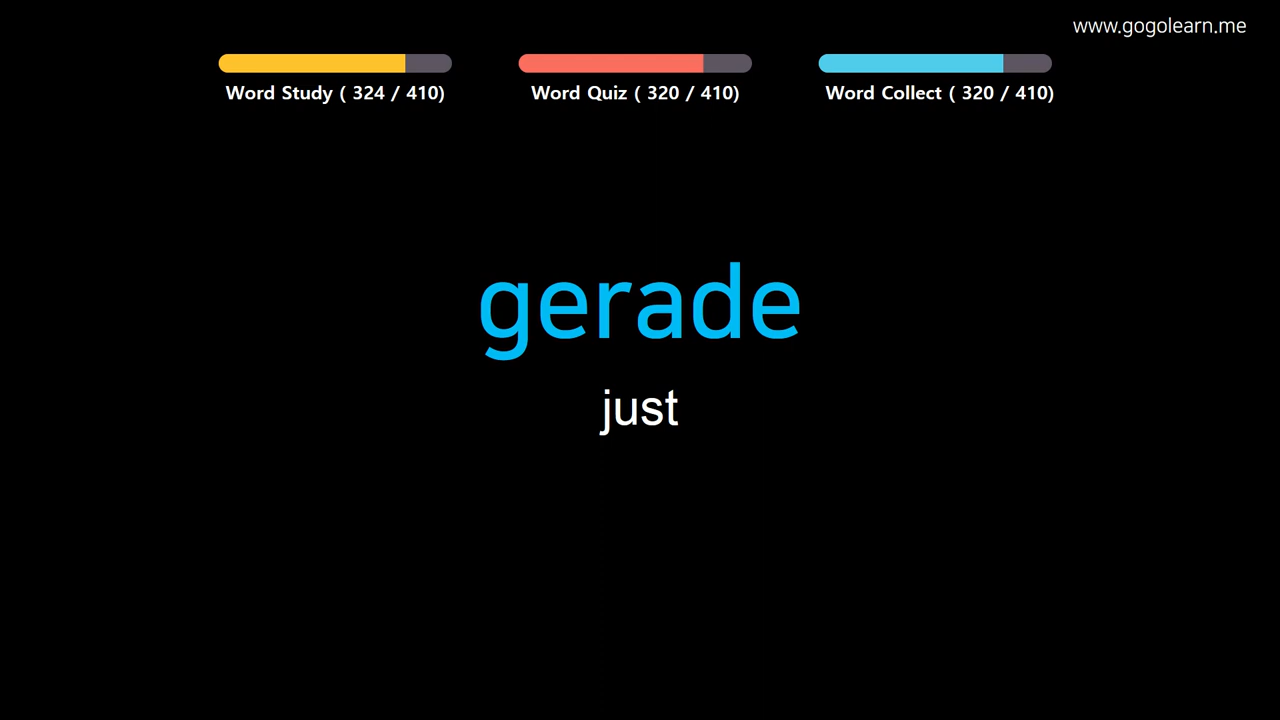 www.gogolearn.me
Word Study ( 324 / 410)
Word Quiz ( 320 / 410)
Word Collect ( 320 / 410)
gerade
just